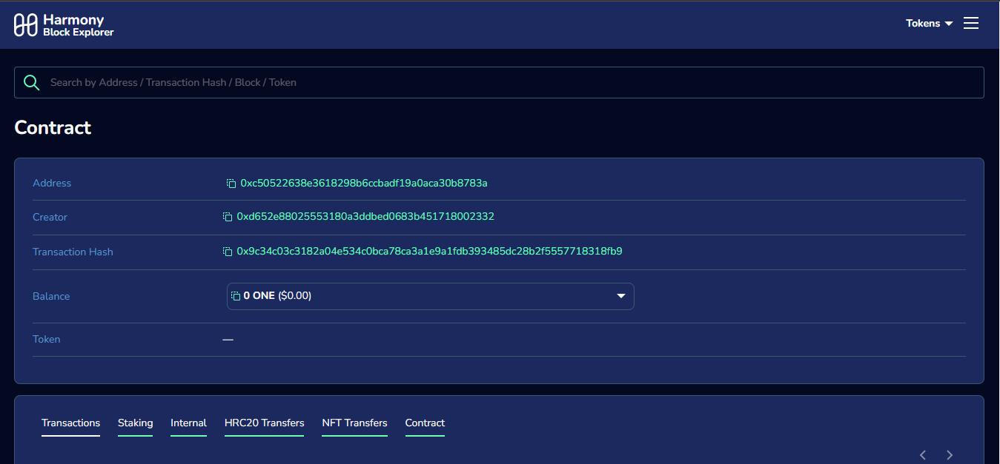 Harmony
Block Explorer
Tokens
Search by Address / Transaction Hash / Block / Token
Contract
Address 0xc50522638e3618298b6ccbadf19a0aca30b8783a
Creator 0xd652e88025553180a3ddbed0683b451718002332
Transaction Hash 0x9c34c03c3182a04e534c0bca78ca3a1e9a1fdb393485dc28b2f5557718318fb9
Balance 0 ONE ($0.00)
Token —
Transactions Staking Internal HRC20 Transfers NFT Transfers Contract